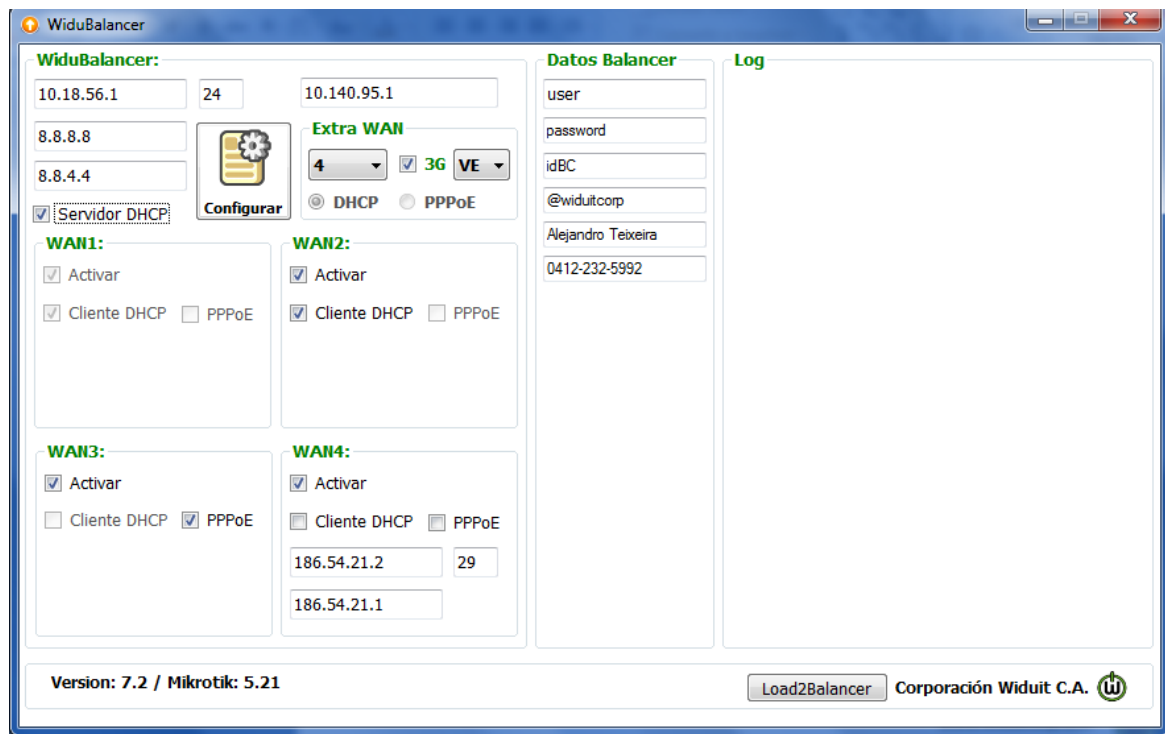 WiduBalancer
WiduBalancer:
10.18.56.1 24 10.140.95.1
8.8.8.8
8.8.4.4
Servidor DHCP
Configurar
Extra WAN
4 3G VE
DHCP PPPoE
WAN1:
Activar
Cliente DHCP PPPoE
WAN2:
Activar
Cliente DHCP PPPoE
WAN3:
Activar
Cliente DHCP PPPoE
WAN4:
Activar
Cliente DHCP PPPoE
186.54.21.2 29
186.54.21.1
Datos Balancer
user
password
idBC
@widuitcorp
Alejandro Teixeira
0412-232-5992
Log
Version: 7.2 / Mikrotik: 5.21
Load2Balancer Corporación Widuit C.A.